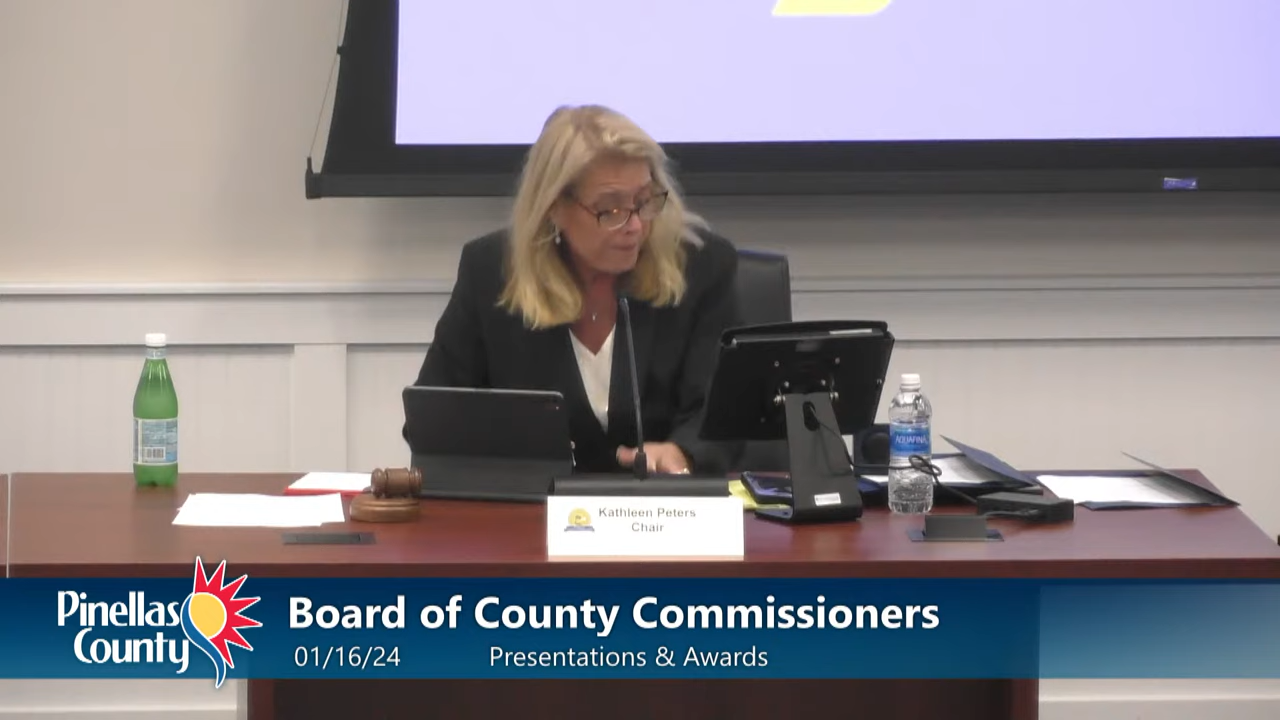 AQUAFINA
Kathleen Peters
Chair
Pinellas
County
Board of County Commissioners
01/16/24
Presentations & Awards